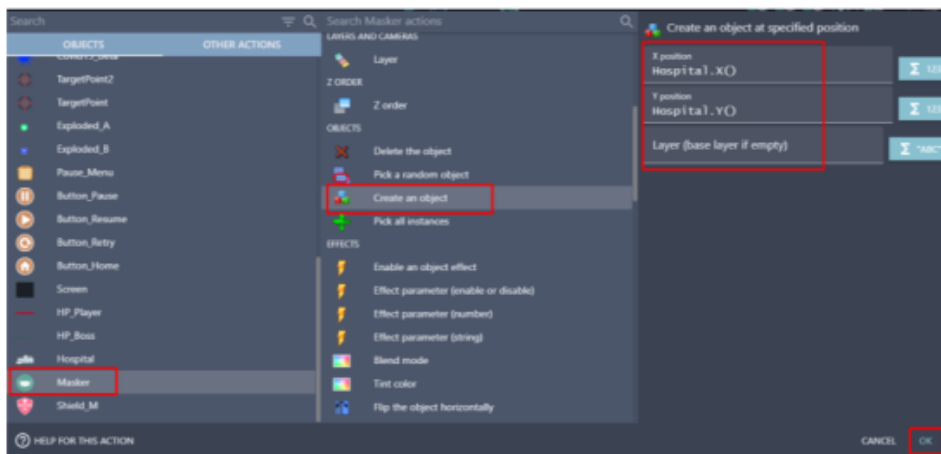 Search
OBJECTS
OTHER ACTIONS
TargetPoint2
TargetPoint
Exploded_A
Exploded_B
Pause_Menu
Button_Pause
Button_Resume
Button_Retry
Button_Home
Screen
HP_Player
HP_Boss
Hospital
Masker
Shield_M
HELP FOR THIS ACTION
Search Masker actions
LAYERS AND CAMERAS
Layer
Z ORDER
Z order
OBJECTS
Delete the object
Pick a random object
Create an object
Pick all instances
EFFECTS
Enable an object effect
Effect parameter (enable or disable)
Effect parameter (number)
Effect parameter (string)
Blend mode
Tint color
Flip the object horizontally
Create an object at specified position
X position
Hospital.X()
Σ 123
Y position
Hospital.Y()
Σ 123
Layer (base layer if empty)
Σ "ABC"
CANCEL
OK